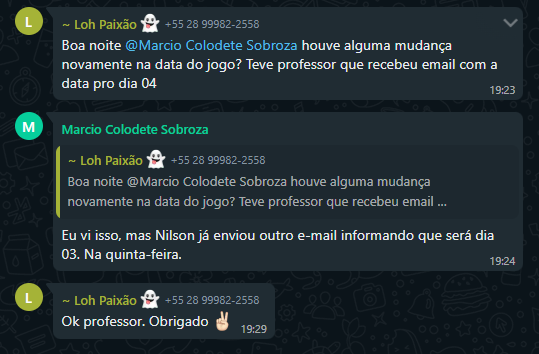 L
~ Loh Paixão 👻 +55 28 99982-2558
Boa noite @Marcio Colodete Sobroza houve alguma mudança
novamente na data do jogo? Teve professor que recebeu email com a
data pro dia 04
19:23
M
Marcio Colodete Sobroza
~ Loh Paixão 👻 +55 28 99982-2558
Boa noite @Marcio Colodete Sobroza houve alguma mudança
novamente na data do jogo? Teve professor que recebeu email ...
Eu vi isso, mas Nilson já enviou outro e-mail informando que será dia
03. Na quinta-feira.
19:24
L
~ Loh Paixão 👻 +55 28 99982-2558
Ok professor. Obrigado ✌🏻
19:29